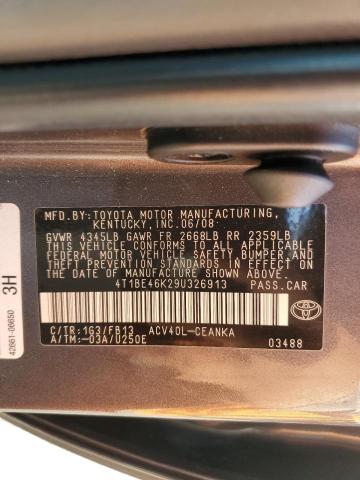 MFD.BY:TOYOTA MOTOR MANUFACTURING,
KENTUCKY,INC.06/08
GVWR 4345LB GAWR FR 2668LB RR 2359LB
THIS VEHICLE CONFORMS TO ALL APPLICABLE
FEDERAL MOTOR VEHICLE SAFETY, BUMPER, AND
THEFT PREVENTION STANDARDS IN EFFECT ON
THE DATE OF MANUFACTURE SHOWN ABOVE.
4T1BE46K29U326913 PASS.CAR
C/TR:1G3/FB13 ACV40L-CEANKA
A/TM:-03A/U250E 03488
TOYOTA
3H
42661-06650